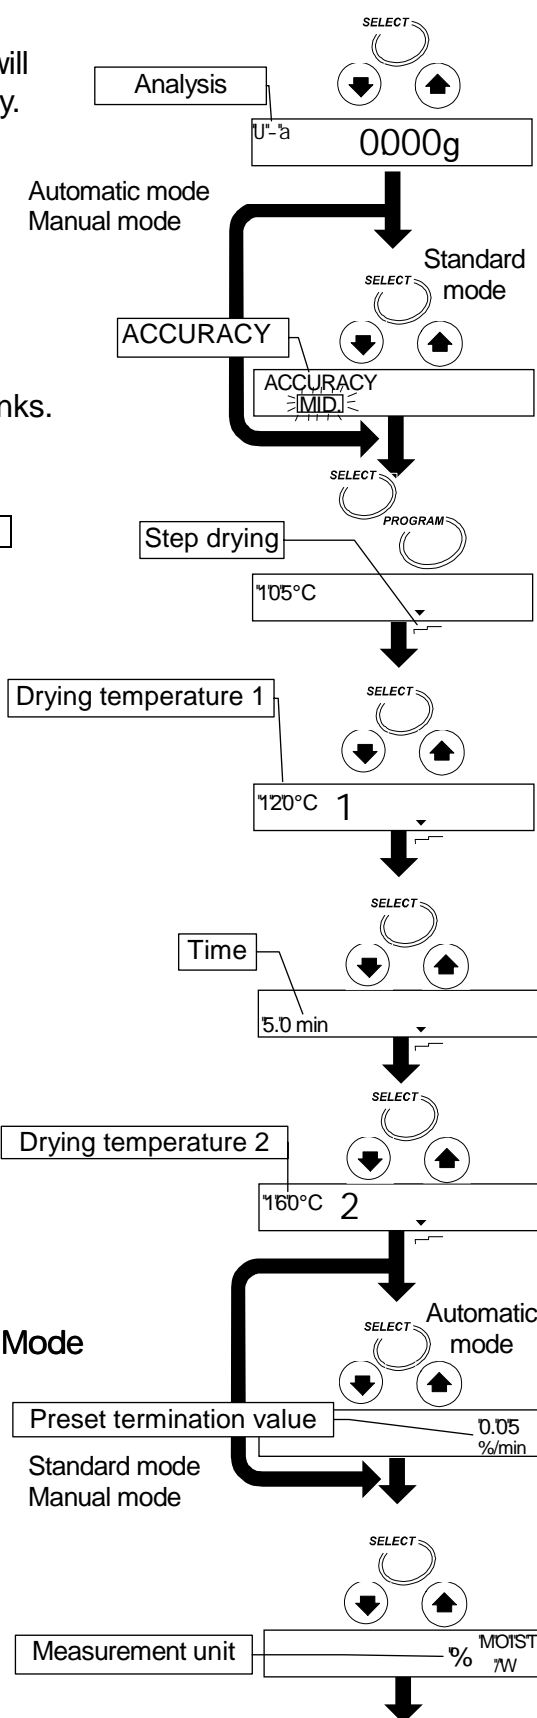 SELECT
will
Analysis
y.
"U"-"a
0.000g
Automatic mode
Manual mode
Standard
mode
SELECT
ACCURACY
ACCURACY
MID.
nks.
SELECT
PROGRAM
Step drying
"105°C
Drying temperature 1
SELECT
"120°C 1
SELECT
Time
"5.0 min
SELECT
Drying temperature 2
"160°C 2
Automatic
mode
SELECT
Mode
Preset termination value
"0.05
%/min
Standard mode
Manual mode
SELECT
Measurement unit
"% "MOIST
"/W